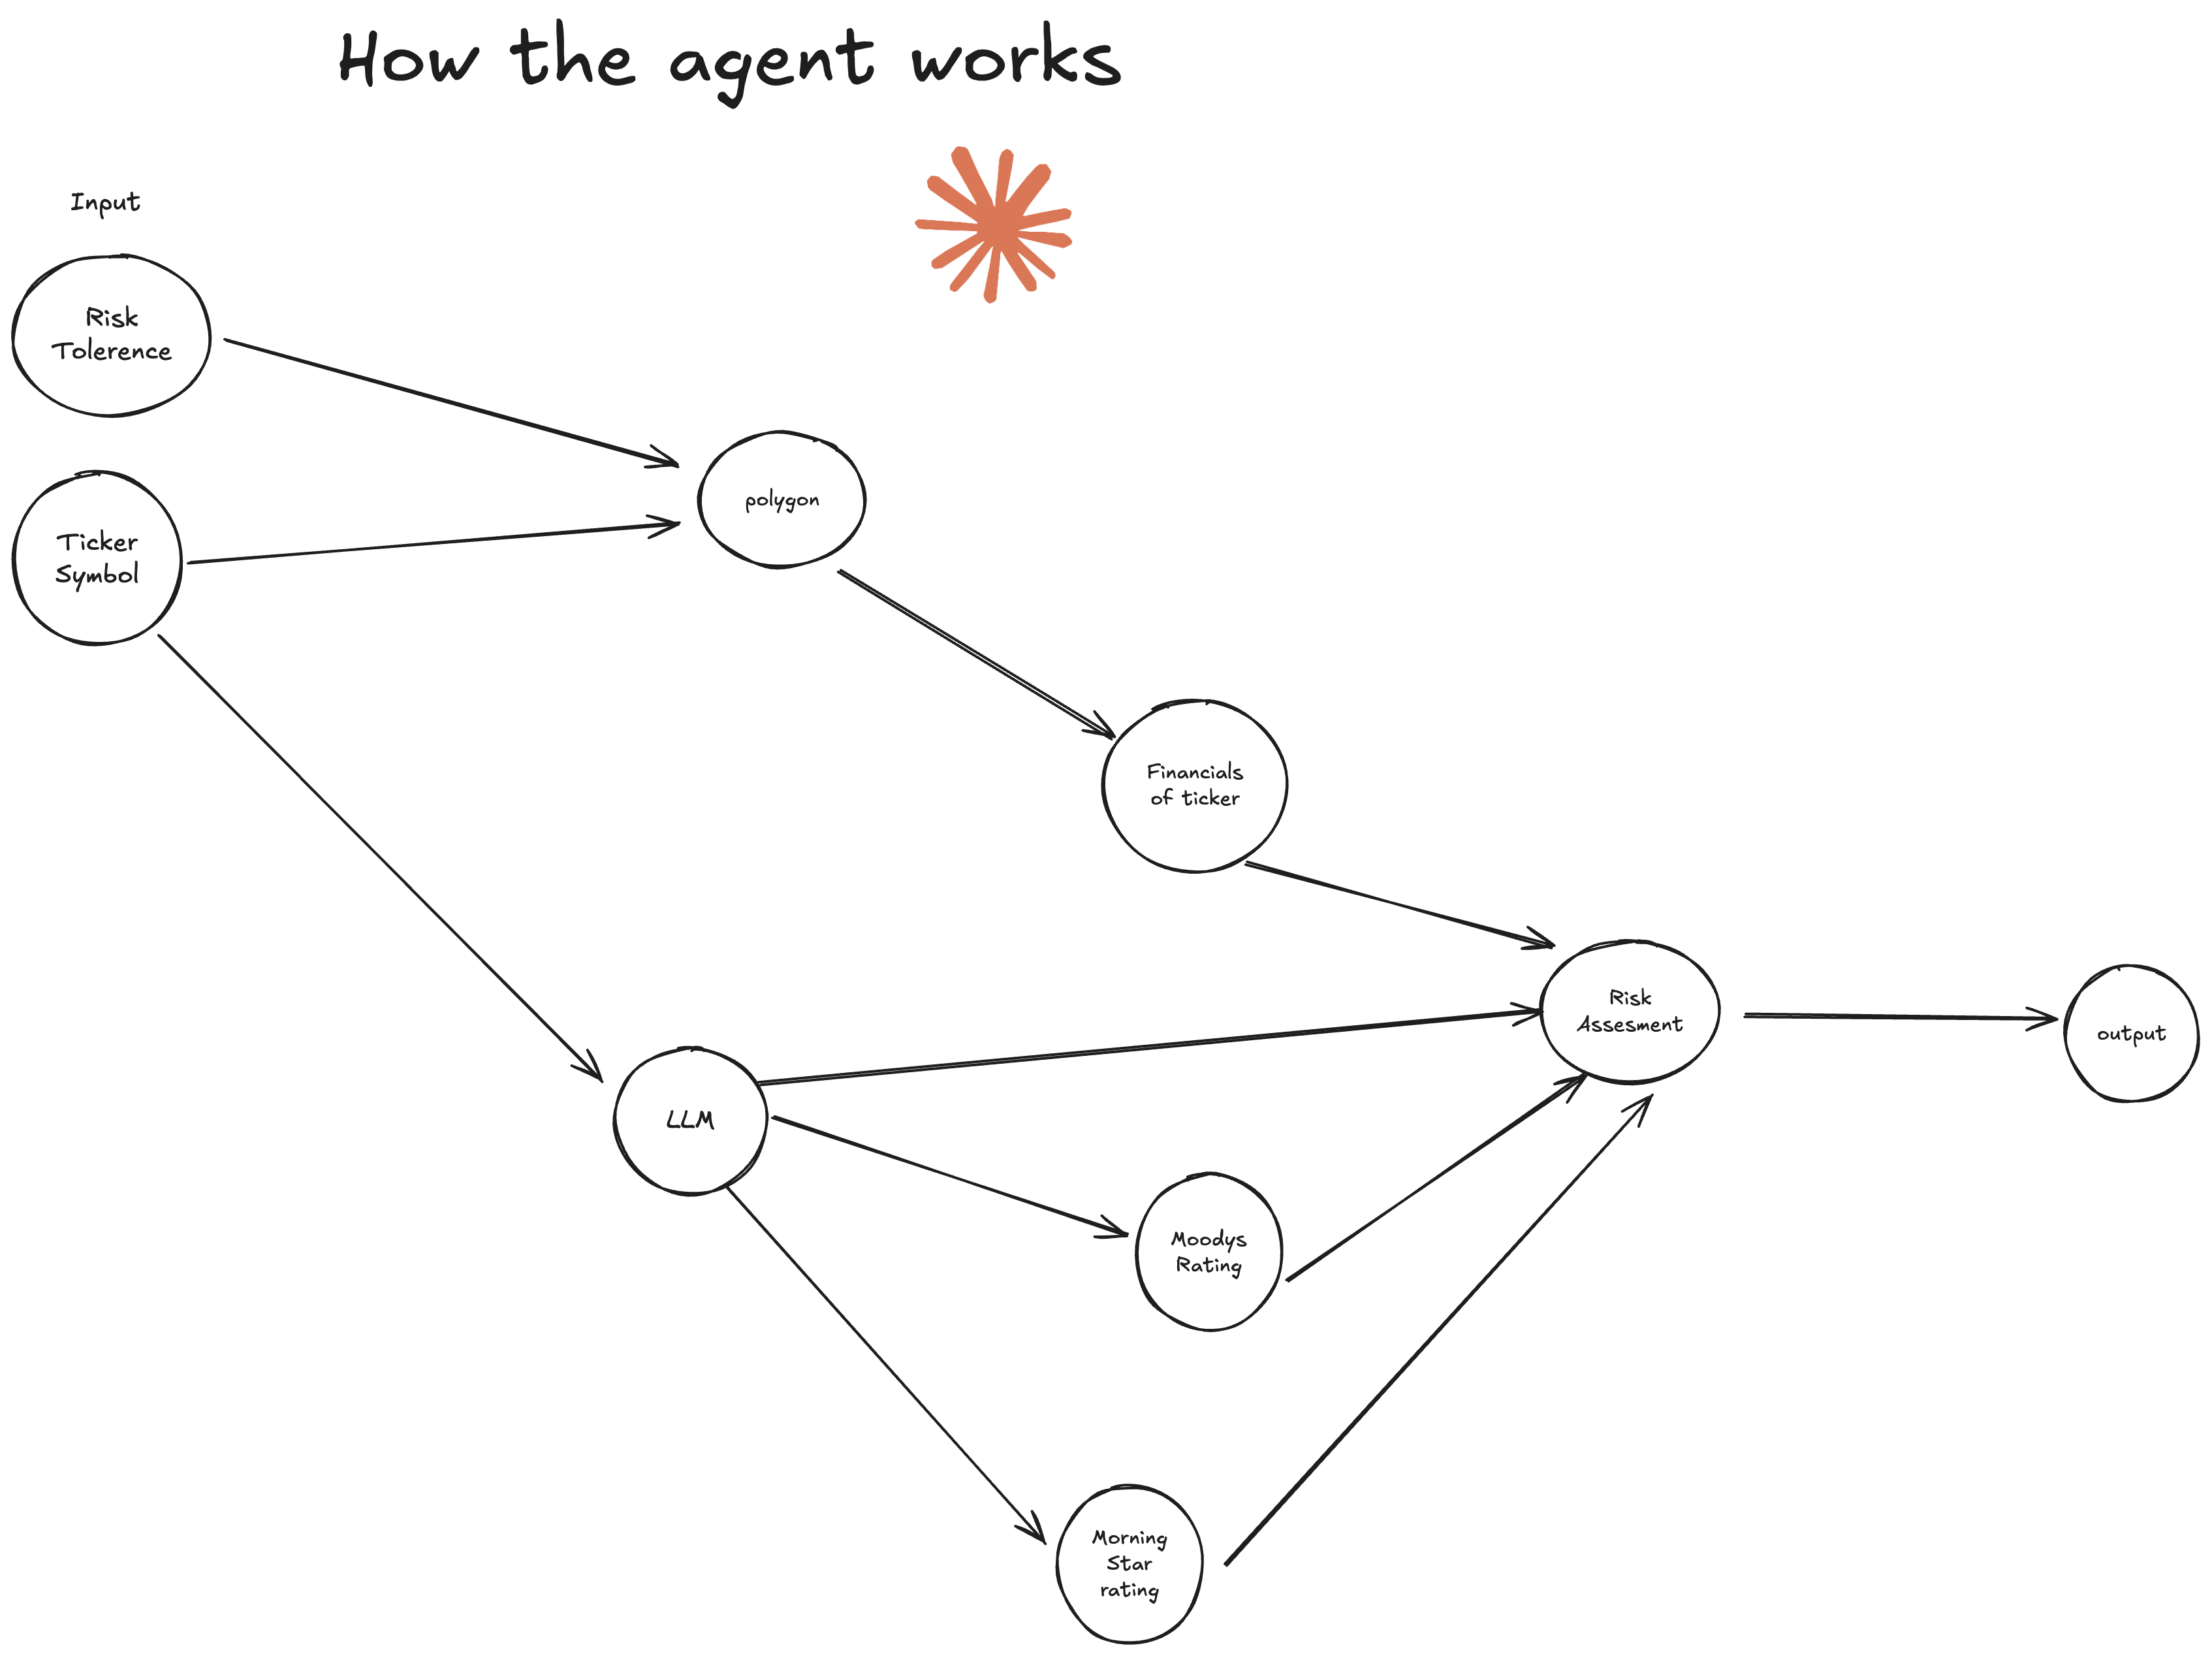 How the agent works
Input
Risk
Tolerence
Ticker
Symbol
polygon
Financials
of ticker
Risk
Assesment
output
LLM
Moodys
Rating
Morning
Star
rating